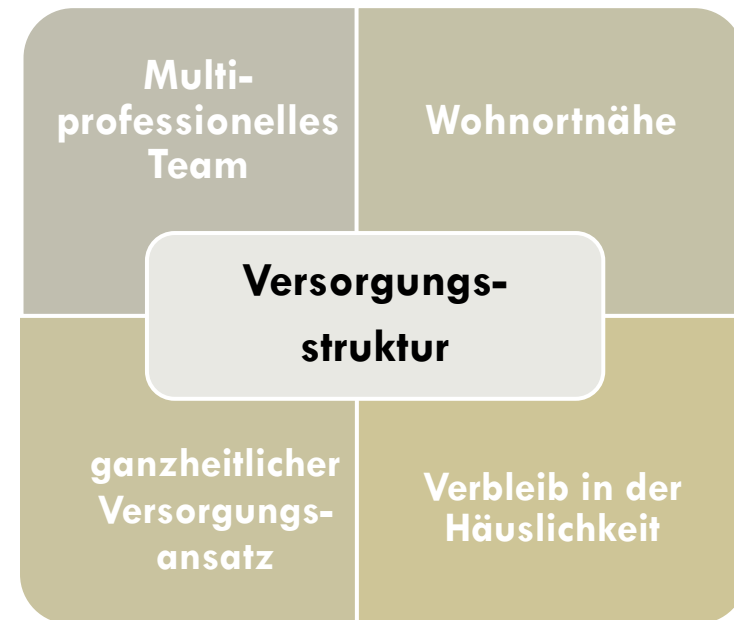 Multi-
professionelles
Team
Wohnortnähe
Versorgungs-
struktur
ganzheitlicher
Versorgungs-
ansatz
Verbleib in der
Häuslichkeit